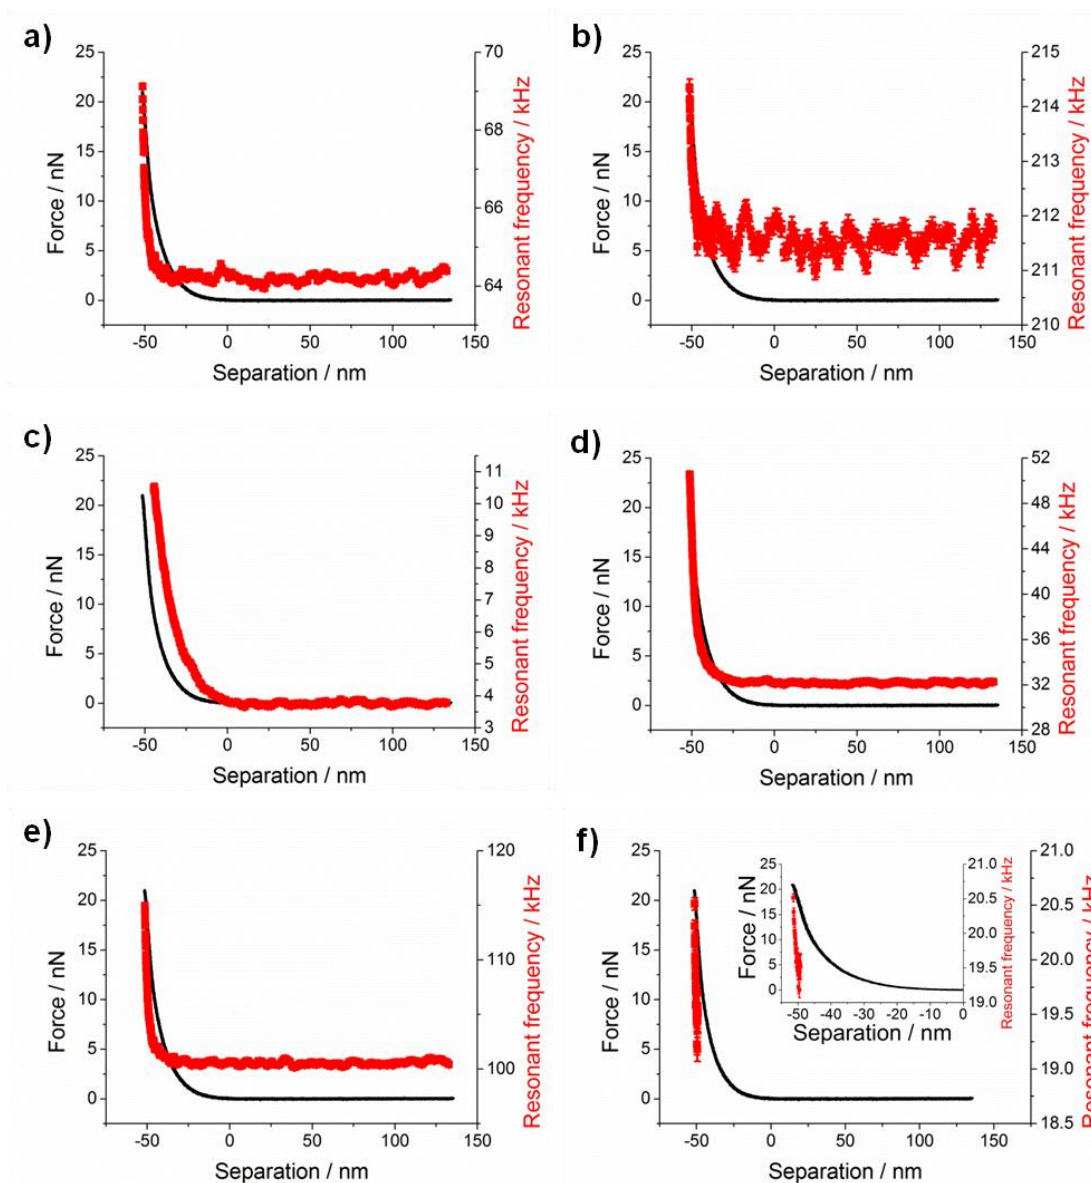 a)
70
25
20
68
15
10
66
5
64
0
-50 0 50 100 150
Force / nN
Resonant frequency / kHz
Separation / nm
b)
215
25
214
20
15
213
10
212
5
211
0
210
-50 0 50 100 150
Force / nN
Resonant frequency / kHz
Separation / nm
c)
25
11
20
10
9
15
8
10
7
6
5
5
4
0
3
-50 0 50 100 150
Force / nN
Resonant frequency / kHz
Separation / nm
d)
52
25
48
20
44
15
40
10
36
5
32
0
28
-50 0 50 100 150
Force / nN
Resonant frequency / kHz
Separation / nm
e)
120
25
20
110
15
10
100
5
0
-50 0 50 100 150
Force / nN
Resonant frequency / kHz
Separation / nm
f)
21.0
25
20.5
20
15
20.0
10
19.5
5
19.0
0
18.5
-50 0 50 100 150
Force / nN
Resonant frequency / kHz
Separation / nm
25
20
15
10
5
0
21.0
20.5
20.0
19.5
19.0
-50 -40 -30 -20 -10 0
Force / nN
Resonant frequency / kHz
Separation / nm